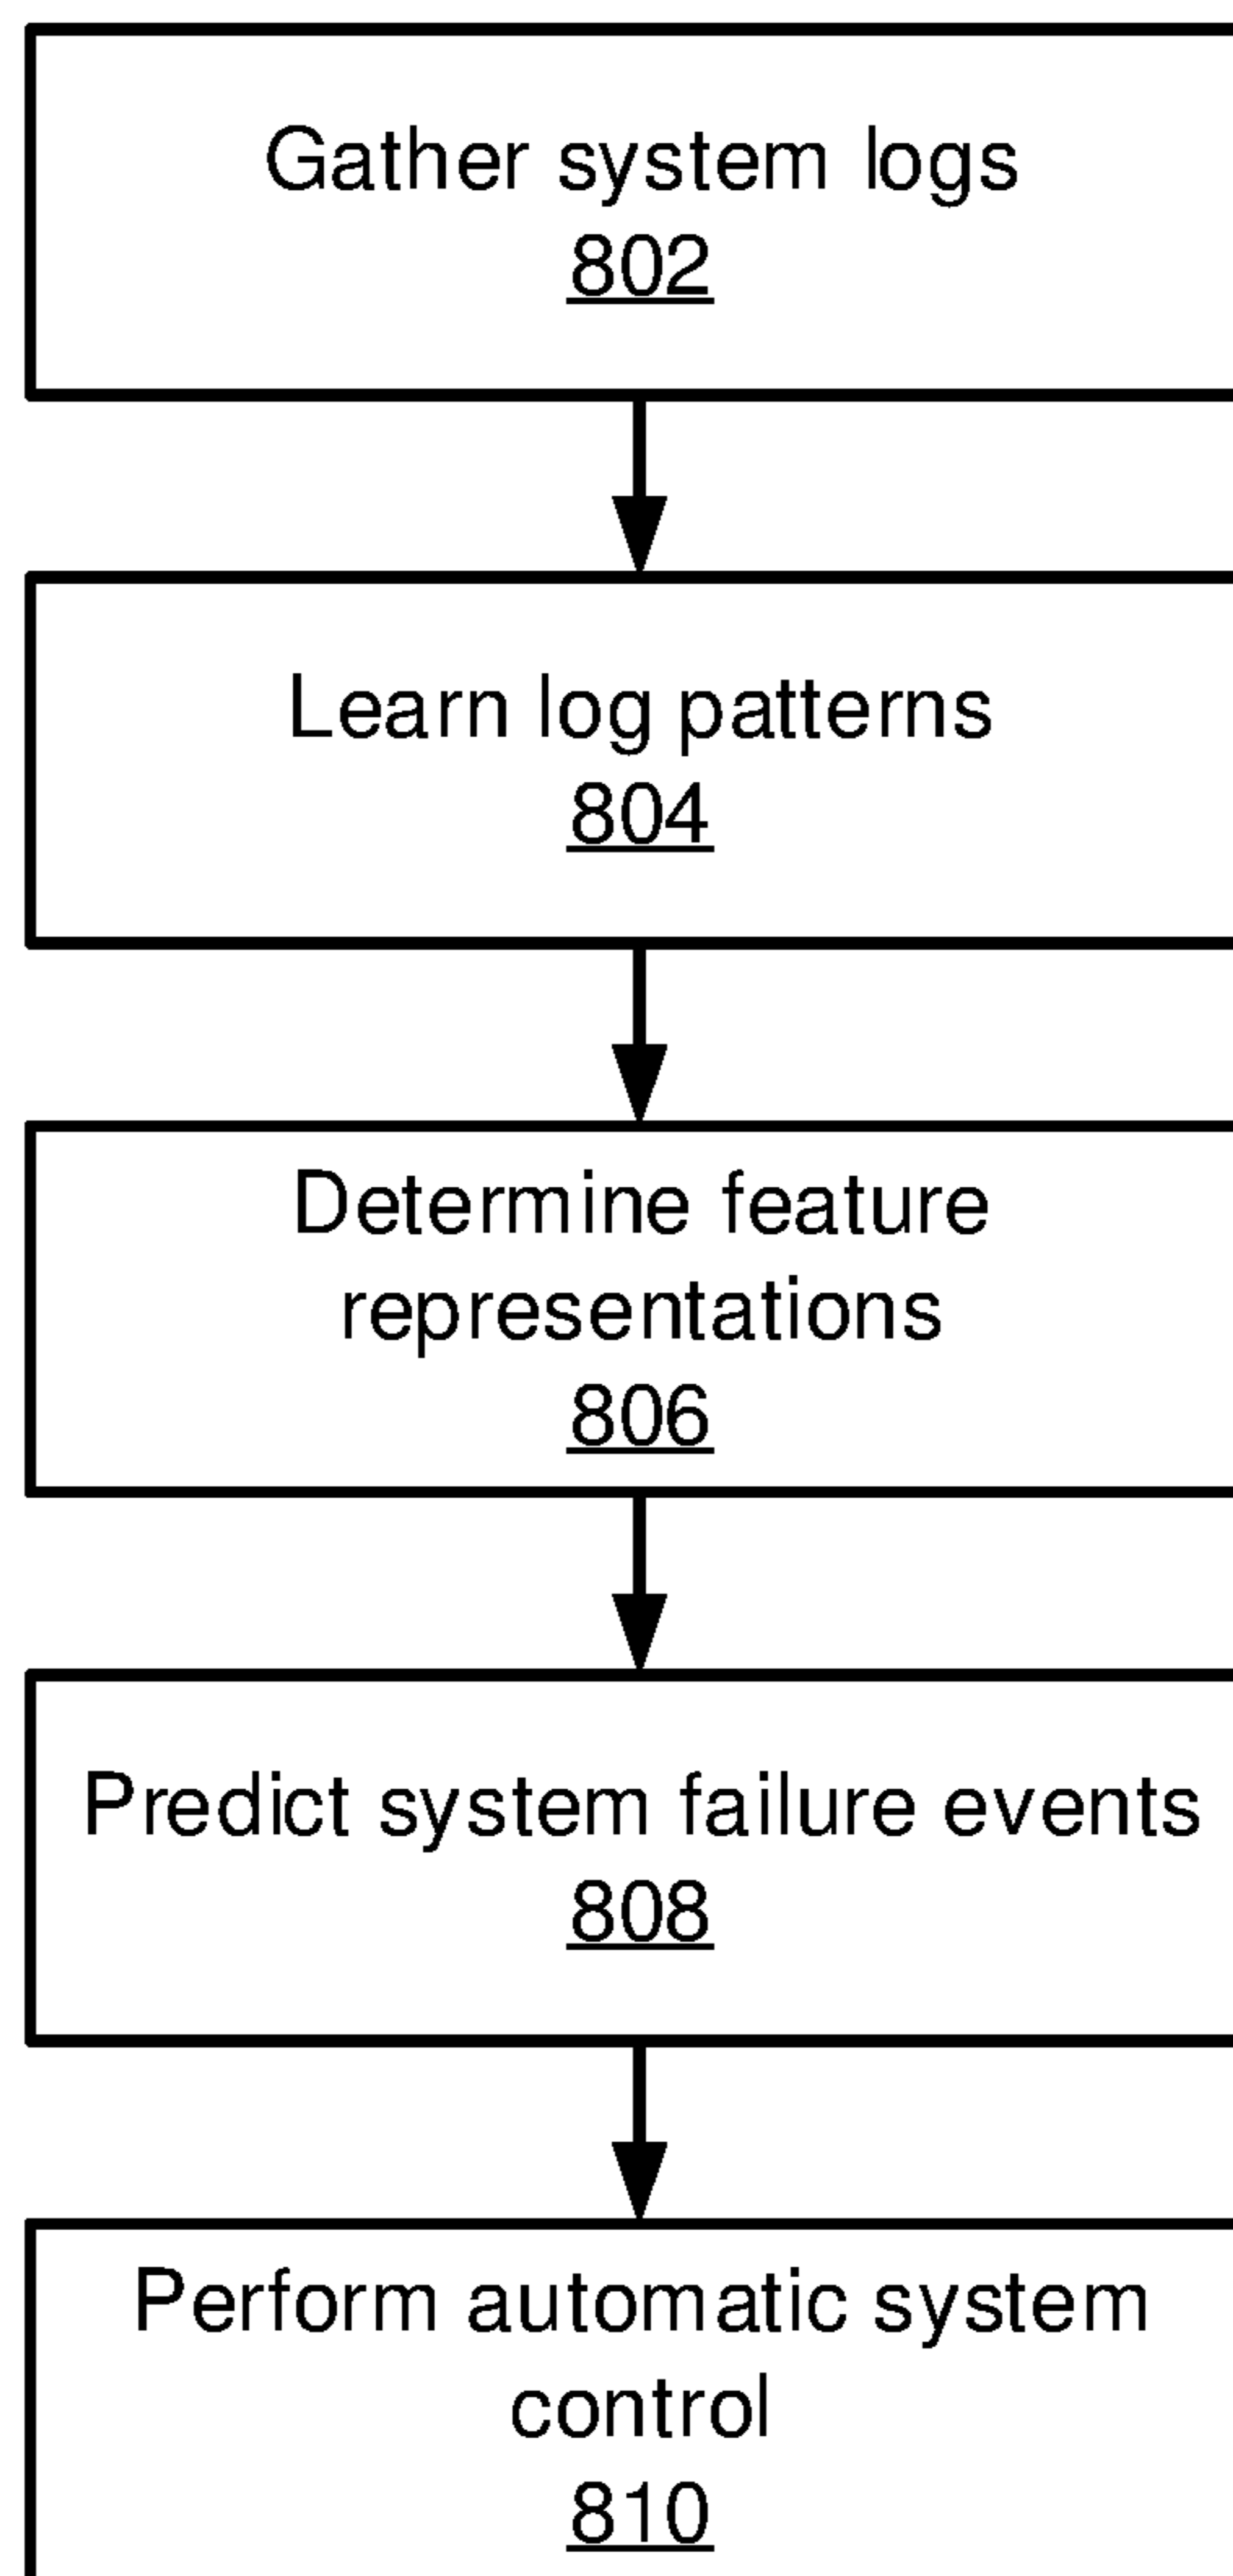 Gather system logs
802
Learn log patterns
804
Determine feature
representations
806
Predict system failure events
808
Perform automatic system
control
810